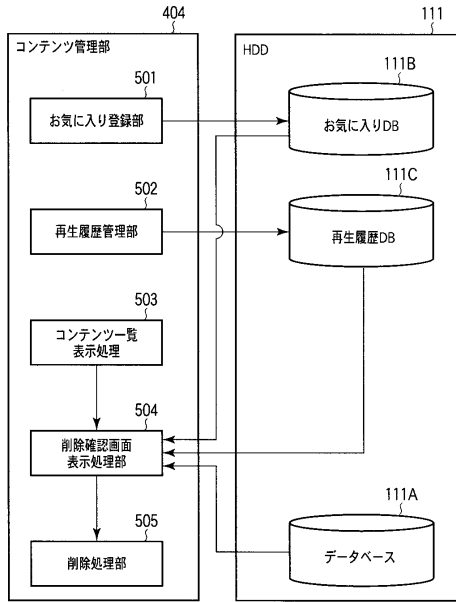 404
111
コンテンツ管理部
HDD
501
お気に入り登録部
111B
お気に入りDB
502
再生履歴管理部
111C
再生履歴DB
503
コンテンツ一覧
表示処理
504
削除確認画面
表示処理部
505
削除処理部
111A
データベース